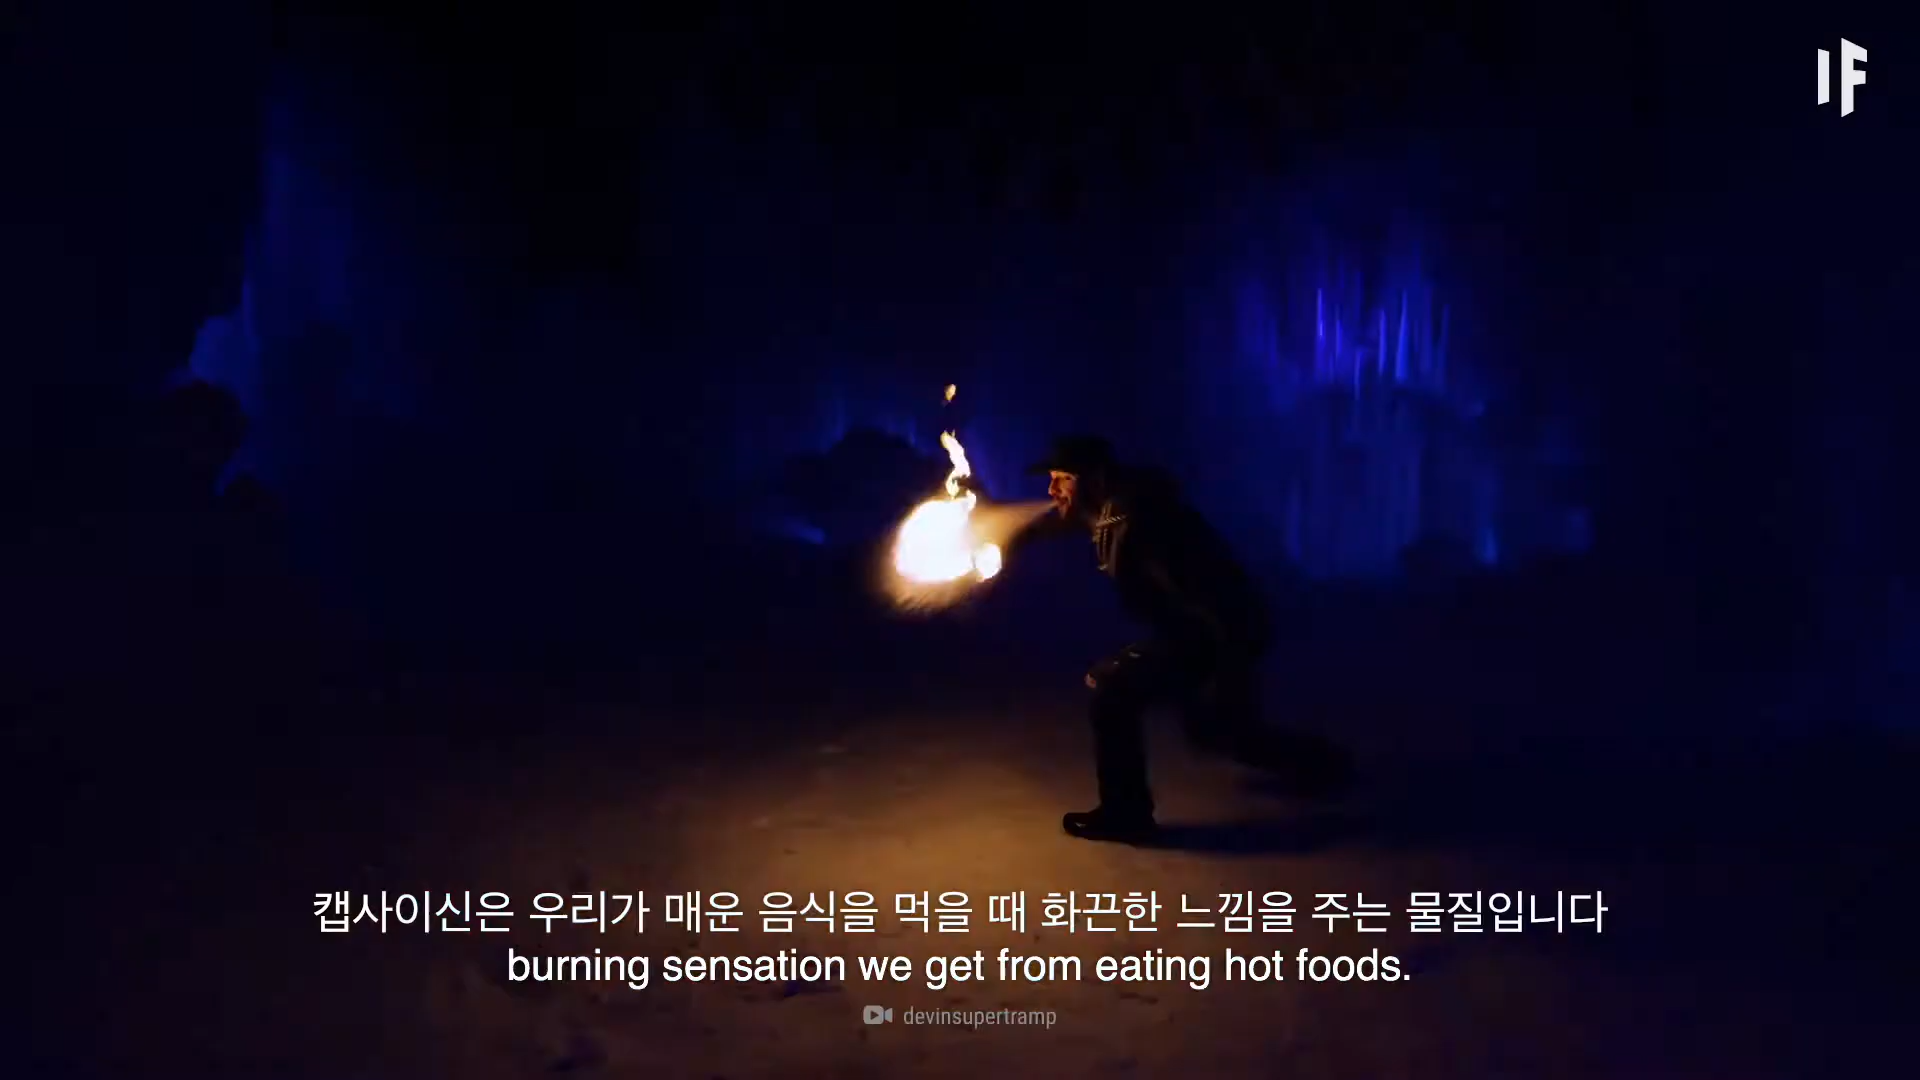 IF
캡사이신은 우리가 매운 음식을 먹을 때 화끈한 느낌을 주는 물질입니다
burning sensation we get from eating hot foods.
devinsupertramp